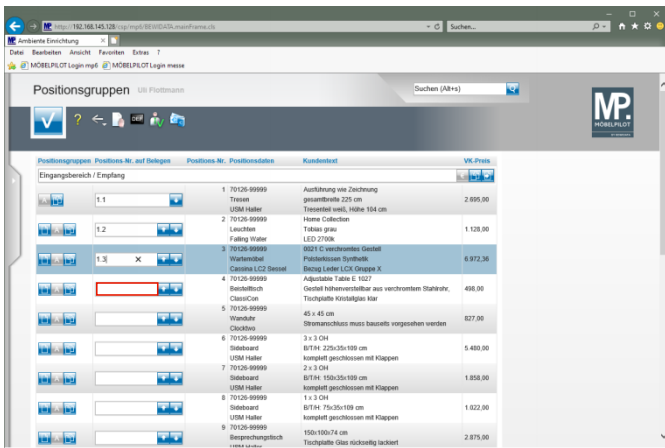 http://192.168.145.128/csp/mp6/BEWIDATA.mainFrame.cls
Suchen...
Ambiente Einrichtung
Datei Bearbeiten Ansicht Favoriten Extras ?
MÖBELPILOT Login mp6 MÖBELPILOT Login messe
Positionsgruppen Uli Flottmann
Suchen (Alt+s)
MP.
MÖBELPILOT
Positionsgruppen Positions-Nr. auf Belegen Positions-Nr. Positionsdaten Kundentext VK-Preis
Eingangsbereich / Empfang
1 70126-99999 Ausführung wie Zeichnung
1.1 Tresen gesamtbreite 225 cm 2.695,00
USM Haller Tresenteil weiß, Höhe 104 cm
2 70126-99999 Home Collection
1.2 Leuchten Tobias grau 1.128,00
Falling Water LED 2700k
3 70126-99999 0021 C verchromtes Gestell
1.3 Wartemöbel Polsterkissen Synthetik 6.972,36
Cassina LC2 Sessel Bezug Leder LCX Gruppe X
4 70126-99999 Adjustable Table E 1027
Beistelltisch Gestell höhenverstellbar aus verchromtem Stahlrohr, 498,00
ClassiCon Tischplatte Kristallglas klar
5 70126-99999 45 x 45 cm
Wanduhr Stromanschluss muss bauseits vorgesehen werden 827,00
Clocktwo
6 70126-99999 3 x 3 OH
Sideboard B/T/H: 225x35x109 cm 5.480,00
USM Haller komplett geschlossen mit Klappen
7 70126-99999 2 x 3 OH
Sideboard B/T/H: 150x35x109 cm 1.858,00
USM Haller komplett geschlossen mit Klappen
8 70126-99999 1 x 3 OH
Sideboard B/T/H: 75x35x109 cm 1.022,00
USM Haller komplett geschlossen mit Klappen
9 70126-99999 150x100x74 cm
Besprechungstisch Tischplatte Glas rückseitig lackiert 2.875,00
USM Haller